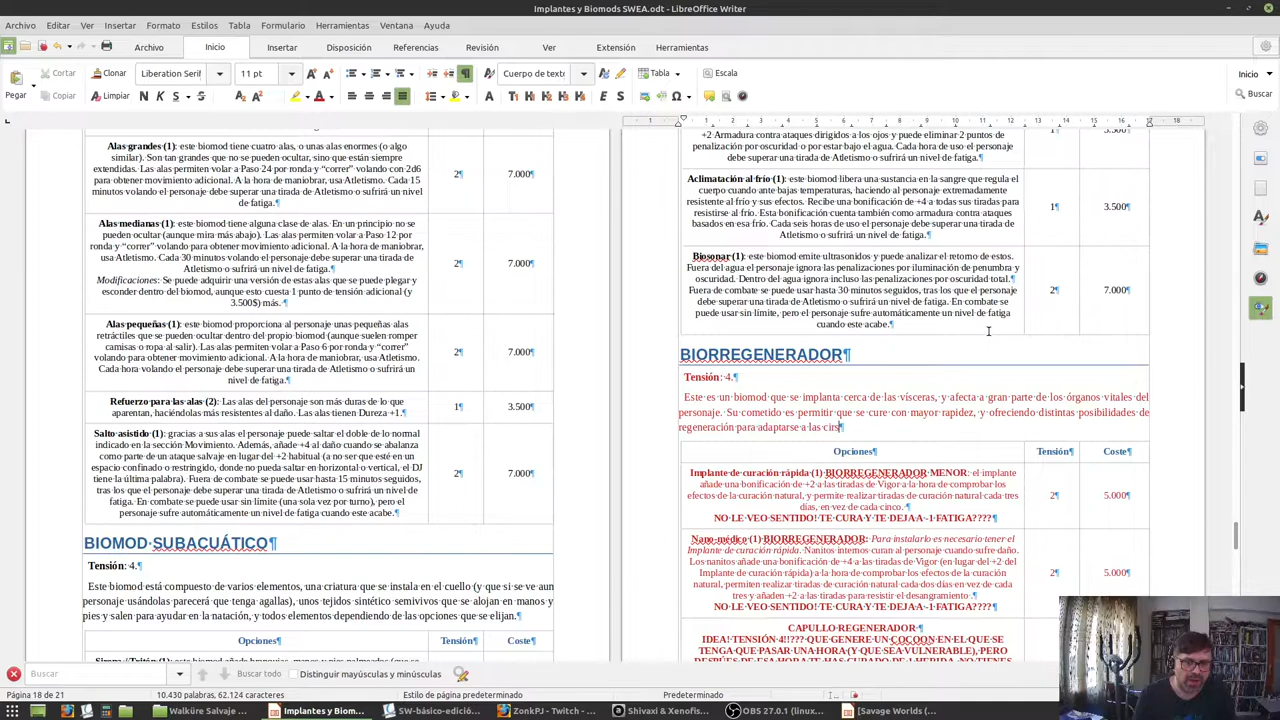 Implantes y Biomods SWEA.odt - LibreOffice Writer
Archivo Editar Ver Insertar Formato Estilos Tabla Formulario Herramientas Ventana Ayuda
Archivo Inicio Insertar Disposición Referencias Revisión Ver Extensión Herramientas
Cortar Clonar Liberation Serif 11 pt Cuerpo de texto Tabla Escala Inicio
Pegar Copiar Limpiar Buscar
Alas grandes (1): este biomod tiene cuatro alas, o unas alas enormes (o algo
similar). Son tan grandes que no se pueden ocultar, sino que están siempre
extendidas. Las alas permiten volar a Paso 24 por ronda y “correr” volando con 2d6
para obtener movimiento adicional. A la hora de maniobrar, usa Atletismo. Cada 15
minutos volando el personaje debe superar una tirada de Atletismo o sufrirá un nivel de
fatiga.¶
2¶ 7.000¶
Alas medianas (1): este biomod tiene alguna clase de alas. En un principio no se
pueden ocultar (aunque mira más abajo). Las alas permiten volar a Paso 12 por
ronda y “correr” volando para obtener movimiento adicional. A la hora de maniobrar,
usa Atletismo. Cada 30 minutos volando el personaje debe superar una tirada de
Atletismo o sufrirá un nivel de fatiga.
Modificaciones: Se puede adquirir una versión de estas alas que se puede plegar y
esconder dentro del biomod, aunque esto cuesta 1 punto de tensión adicional (y
3.500$) más. ¶
2¶ 7.000¶
Alas pequeñas (1): este biomod proporciona al personaje unas pequeñas alas
retráctiles que se pueden ocultar dentro del propio biomod (aunque suelen romper
camisas o ropa al salir). Las alas permiten volar a Paso 6 por ronda y “correr”
volando para obtener movimiento adicional. A la hora de maniobrar, usa Atletismo.
Cada hora volando el personaje debe superar una tirada de Atletismo o sufrirá un nivel
de fatiga.¶
2¶ 7.000¶
Refuerzo para las alas (2): Las alas del personaje son más duras de lo que
aparentan, haciéndolas más resistentes al daño. Las alas tienen Dureza +1.¶
1¶ 3.500¶
Salto asistido (1): gracias a sus alas el personaje puede saltar el doble de lo normal
indicado en la sección Movimiento. Además, añade +4 al daño cuando se abalanza
como parte de un ataque salvaje en lugar del +2 habitual (a no ser que esté en un
espacio confinado o restringido, donde no pueda saltar en horizontal o vertical, el DJ
tiene la última palabra). Fuera de combate se puede usar hasta 15 minutos seguidos,
tras los que el personaje debe superar una tirada de Atletismo o sufrirá un nivel de
fatiga. En combate se puede usar sin límite (una sola vez por turno), pero el
personaje sufre automáticamente un nivel de fatiga cuando este acabe.¶
2¶ 7.000¶
BIOMOD SUBACUÁTICO¶
Tensión: 4.¶
Este biomod está compuesto de varios elementos, una criatura que se instala en el cuello (y que si se ve aun
personaje usándolas parecerá que tenga agallas), unos tejidos sintético semivivos que se alojan en manos y
pies y salen para ayudar en la natación, y todos elementos dependiendo de las opciones que se elijan.¶
Opciones¶ Tensión¶ Coste¶
+2 Armadura contra ataques dirigidos a los ojos y puede eliminar 2 puntos de
penalización por oscuridad o por estar bajo el agua. Cada hora de uso el personaje
debe superar una tirada de Atletismo o sufrirá un nivel de fatiga.¶
1¶ 3.500¶
Aclimatación al frío (1): este biomod libera una sustancia en la sangre que regula el
cuerpo cuando ante bajas temperaturas, haciendo al personaje extremadamente
resistente al frío y sus efectos. Recibe una bonificación de +4 a todas sus tiradas para
resistirse al frío. Esta bonificación cuenta también como armadura contra ataques
basados en esa frío. Cada seis horas de uso el personaje debe superar una tirada de
Atletismo o sufrirá un nivel de fatiga.¶
1¶ 3.500¶
Biosonar (1): este biomod emite ultrasonidos y puede analizar el retorno de estos.
Fuera del agua el personaje ignora las penalizaciones por iluminación de penumbra y
oscuridad. Dentro del agua ignora incluso las penalizaciones por oscuridad total.¶
Fuera de combate se puede usar hasta 30 minutos seguidos, tras los que el personaje
debe superar una tirada de Atletismo o sufrirá un nivel de fatiga. En combate se
puede usar sin límite, pero el personaje sufre automáticamente un nivel de fatiga
cuando este acabe.¶
2¶ 7.000¶
BIORREGENERADOR¶
Tensión: 4.¶
Este es un biomod que se implanta cerca de las vísceras, y afecta a gran parte de los órganos vitales del
personaje. Su cometido es permitir que se cure con mayor rapidez, y ofreciendo distintas posibilidades de
regeneración para adaptarse a las cirs¶
Opciones¶ Tensión¶ Coste¶
Implante de curación rápida (1) BIORREGENERADOR MENOR: el implante
añade una bonificación de +2 a las tiradas de Vigor a la hora de comprobar los
efectos de la curación natural, y permite realizar tiradas de curación natural cada tres
días, en vez de cada cinco. ¶
NO LE VEO SENTIDO! TE CURA Y TE DEJA A -1 FATIGA????¶
2¶ 5.000¶
Nano-médico (1) BIORREGENERADOR: Para instalarlo es necesario tener el
Implante de curación rápida. Nanitos internos curan al personaje cuando sufre daño.
Los nanitos añade una bonificación de +4 a las tiradas de Vigor (en lugar del +2 del
Implante de curación rápida) a la hora de comprobar los efectos de la curación
natural, permiten realizar tiradas de curación natural cada dos días en vez de cada
tres y añaden +2 a las tiradas para resistir el desangramiento .¶
NO LE VEO SENTIDO! TE CURA Y TE DEJA A -1 FATIGA????¶
2¶ 5.000¶
CAPULLO REGENERADOR ¶
IDEA! TENSIÓN 4!???? QUE GENERE UN COCOON EN EL QUE SE
TENGA QUE PASAR UNA HORA (Y QUE SEA VULNERABLE), PERO
Buscar Buscar todo Distinguir mayúsculas y minúsculas
Página 18 de 21 10.430 palabras, 62.124 caracteres Estilo de página predeterminado Predeterminado
Walküre Salvaje Implantes y Biom... SW-básico-edició... ZonkPJ - Twitch - ... Shivaxi & Xenofis... OBS 27.0.1 (linux... [Savage Worlds (...